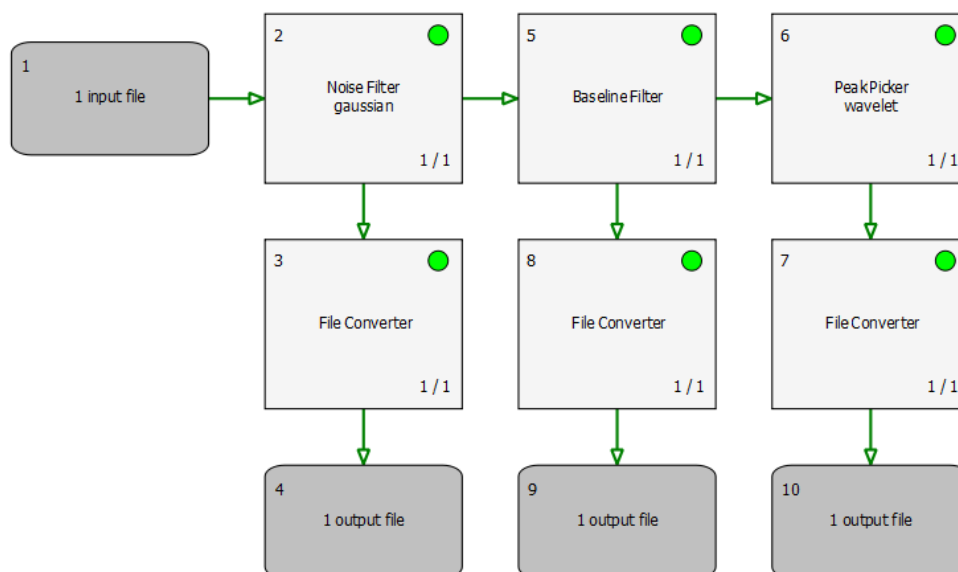 1
1 input file
2
Noise Filter
gaussian
1 / 1
5
Baseline Filter
1 / 1
6
PeakPicker
wavelet
1 / 1
3
File Converter
1 / 1
8
File Converter
1 / 1
7
File Converter
1 / 1
4
1 output file
9
1 output file
10
1 output file